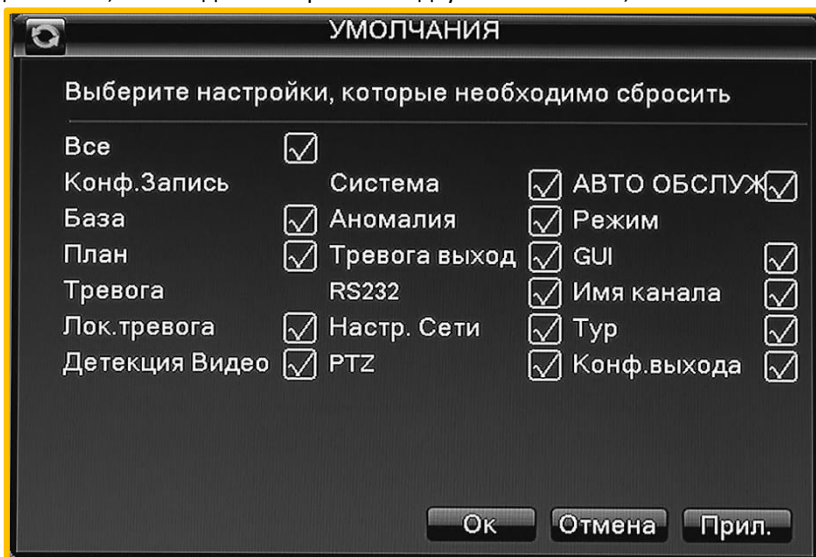 УМОЛЧАНИЯ
Выберите настройки, которые необходимо сбросить
Все
Конф.Запись Система АВТО ОБСЛУЖ
База Аномалия Режим
План Тревога выход GUI
Тревога RS232 Имя канала
Лок.тревога Настр. Сети Тур
Детекция Видео PTZ Конф.выхода
Ок Отмена Прил.